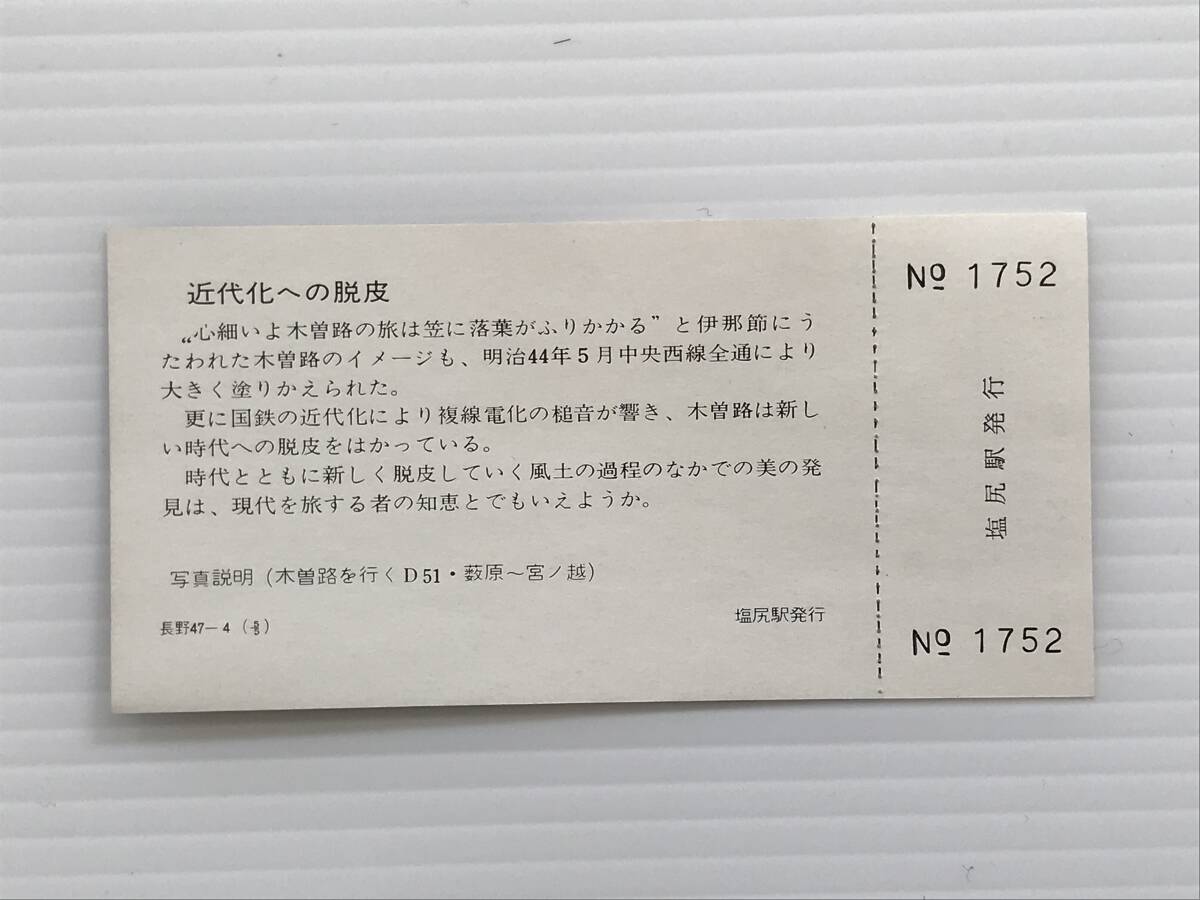 近代化への脱皮
〝心細いよ木曽路の旅は笠に落葉がふりかかる〟と伊那節にう
たわれた木曽路のイメージも、明治44年5月中央西線全通により
大きく塗りかえられた。
更に国鉄の近代化により複線電化の槌音が響き、木曽路は新し
い時代への脱皮をはかっている。
時代とともに新しく脱皮していく風土の過程のなかでの美の発
見は、現代を旅する者の知恵とでもいえようか。
写真説明(木曽路を行くD51・薮原〜宮ノ越)
長野47-4
塩尻駅発行
No 1752
塩尻駅発行
No 1752